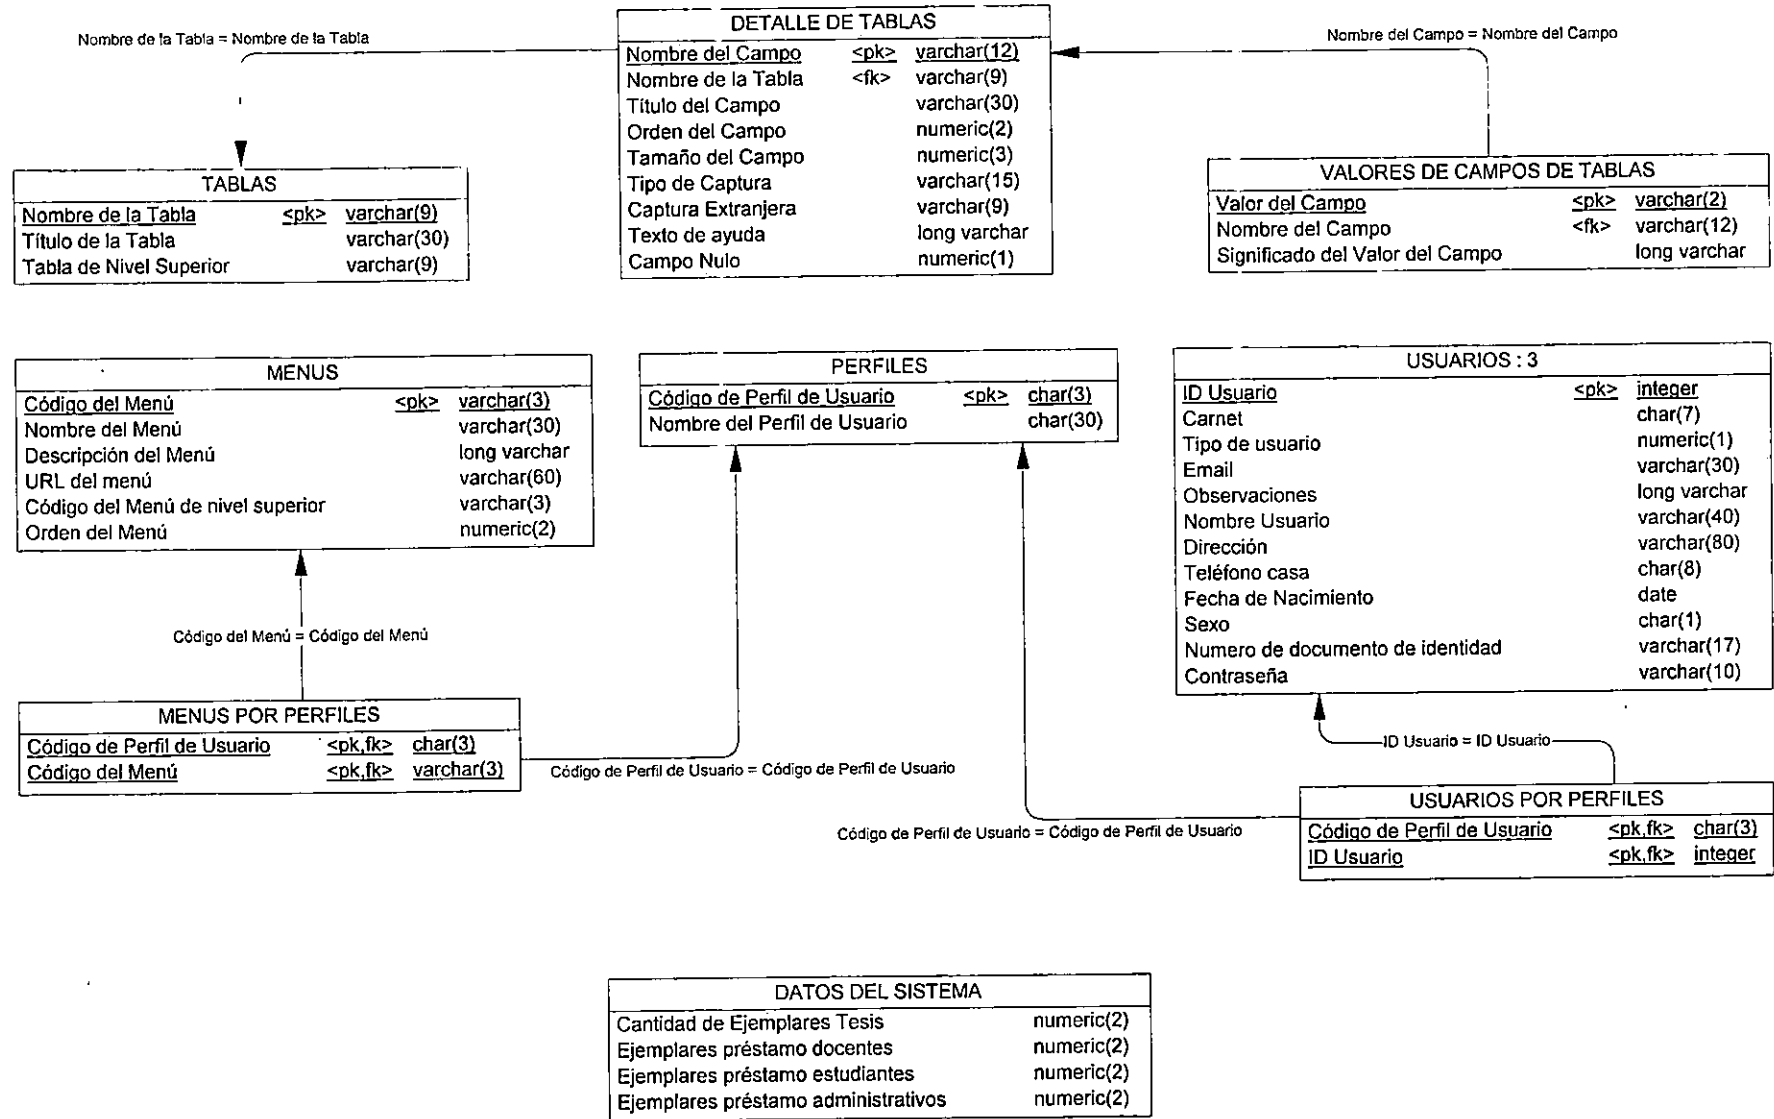 Nombre de la Tabla = Nombre de la Tabla
DETALLE DE TABLAS
Nombre del Campo <pk> varchar(12)
Nombre de la Tabla <fk> varchar(9)
Título del Campo varchar(30)
Orden del Campo numeric(2)
Tamaño del Campo numeric(3)
Tipo de Captura varchar(15)
Captura Extranjera varchar(9)
Texto de ayuda long varchar
Campo Nulo numeric(1)
Nombre del Campo = Nombre del Campo
TABLAS
Nombre de la Tabla <pk> varchar(9)
Título de la Tabla varchar(30)
Tabla de Nivel Superior varchar(9)
VALORES DE CAMPOS DE TABLAS
Valor del Campo <pk> varchar(2)
Nombre del Campo <fk> varchar(12)
Significado del Valor del Campo long varchar
MENUS
Código del Menú <pk> varchar(3)
Nombre del Menú varchar(30)
Descripción del Menú long varchar
URL del menú varchar(60)
Código del Menú de nivel superior varchar(3)
Orden del Menú numeric(2)
PERFILES
Código de Perfil de Usuario <pk> char(3)
Nombre del Perfil de Usuario char(30)
USUARIOS : 3
ID Usuario <pk> integer
Carnet char(7)
Tipo de usuario numeric(1)
Email varchar(30)
Observaciones long varchar
Nombre Usuario varchar(40)
Dirección varchar(80)
Teléfono casa char(8)
Fecha de Nacimiento date
Sexo char(1)
Numero de documento de identidad varchar(17)
Contraseña varchar(10)
Código del Menú = Código del Menú
MENUS POR PERFILES
Código de Perfil de Usuario <pk,fk> char(3)
Código del Menú <pk,fk> varchar(3)
Código de Perfil de Usuario = Código de Perfil de Usuario
ID Usuario = ID Usuario
Código de Perfil de Usuario = Código de Perfil de Usuario
USUARIOS POR PERFILES
Código de Perfil de Usuario <pk,fk> char(3)
ID Usuario <pk,fk> integer
DATOS DEL SISTEMA
Cantidad de Ejemplares Tesis numeric(2)
Ejemplares préstamo docentes numeric(2)
Ejemplares préstamo estudiantes numeric(2)
Ejemplares préstamo administrativos numeric(2)